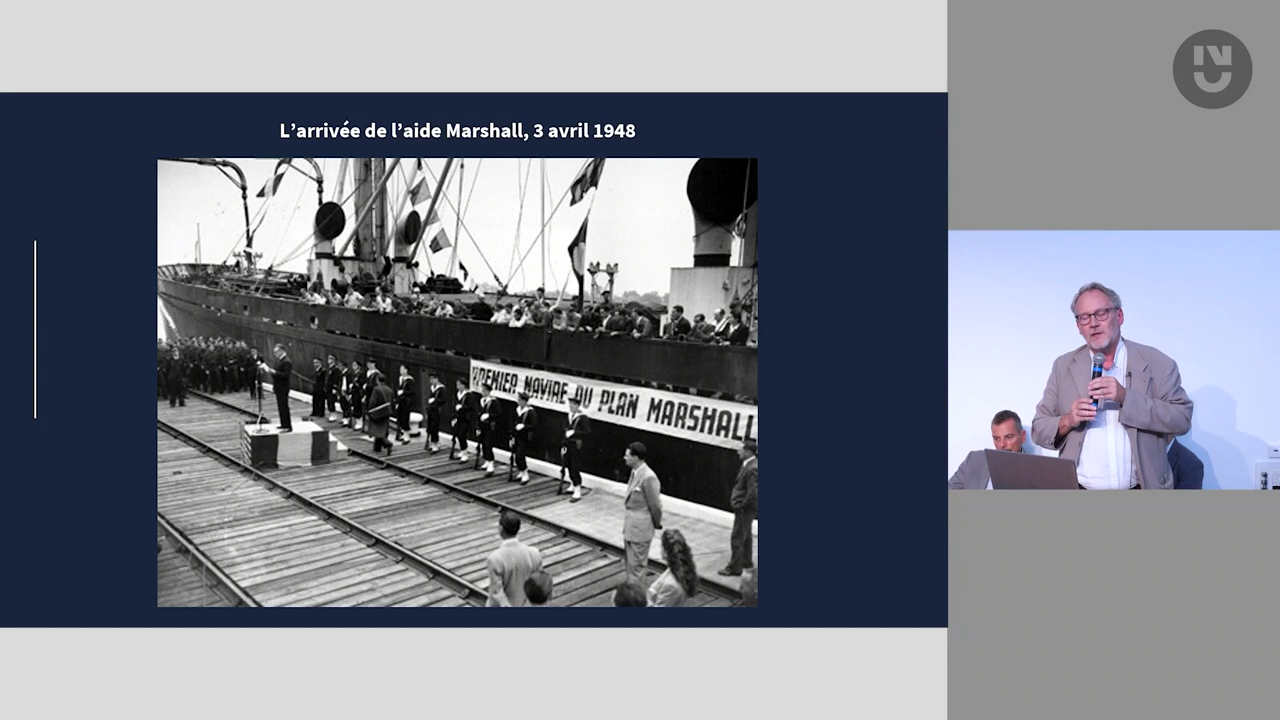 L’arrivée de l’aide Marshall, 3 avril 1948
PREMIER NAVIRE DU PLAN MARSHALL